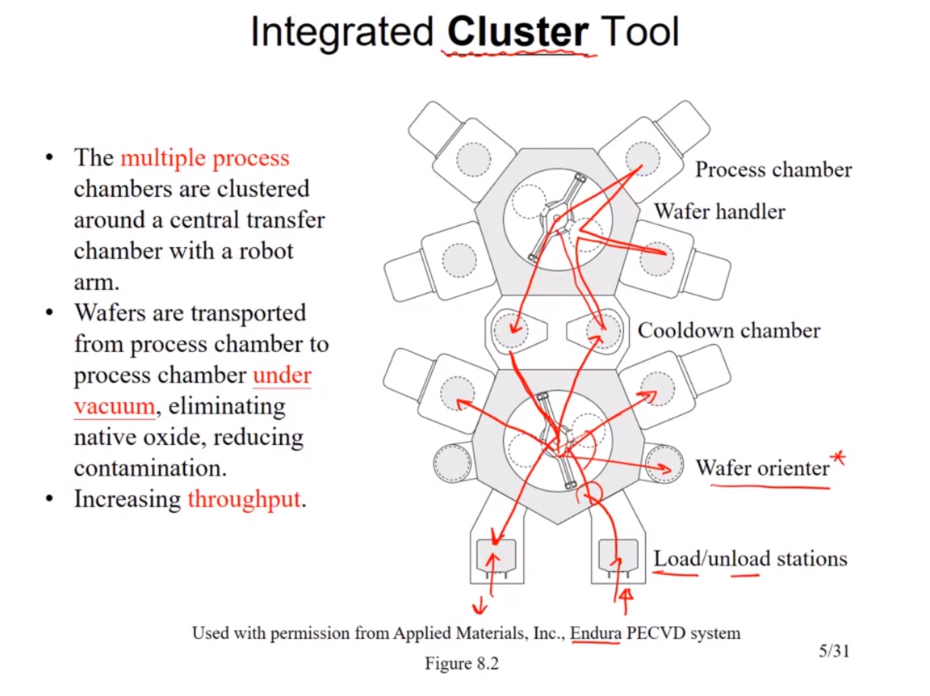 Integrated Cluster Tool
• The multiple process
chambers are clustered
around a central transfer
chamber with a robot
arm.
• Wafers are transported
from process chamber to
process chamber under
vacuum, eliminating
native oxide, reducing
contamination.
• Increasing throughput.
Process chamber
Wafer handler
Cooldown chamber
Wafer orienter*
Load/unload stations
Used with permission from Applied Materials, Inc., Endura PECVD system
Figure 8.2
5/31